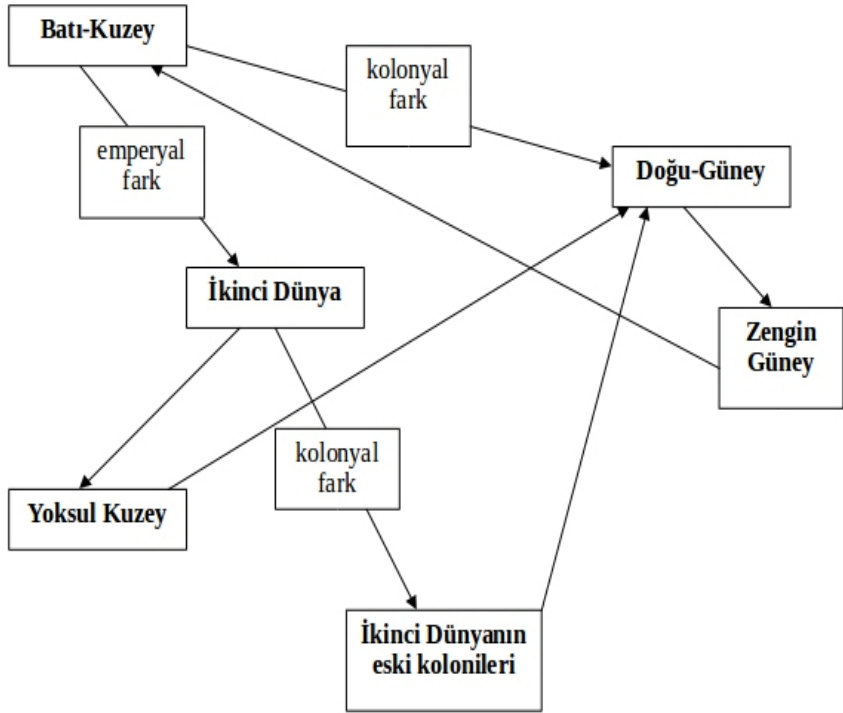 Batı-Kuzey
kolonyal
fark
emperyal
fark
Doğu-Güney
İkinci Dünya
Zengin
Güney
kolonyal
fark
Yoksul Kuzey
İkinci Dünyanın
eski kolonileri